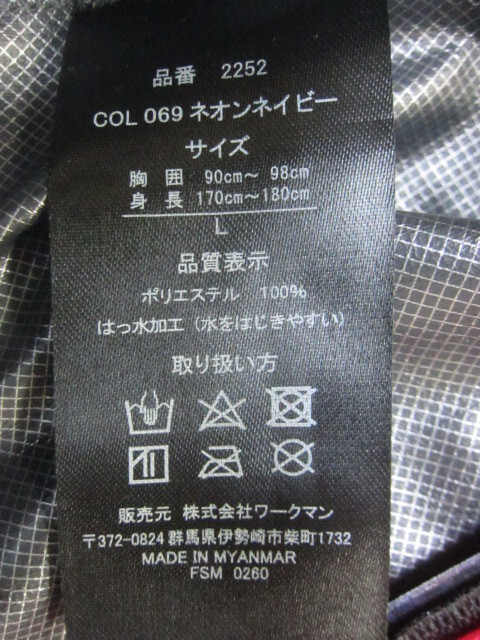 品番 2252
COL 069 ネオンネイビー
サイズ
胸 囲 90cm～ 98cm
身 長 170cm～180cm
L
品質表示
ポリエステル 100%
はっ水加工（水をはじきやすい）
取り扱い方
販売元 株式会社ワークマン
〒372-0824 群馬県伊勢崎市柴町1732
MADE IN MYANMAR
FSM 0260